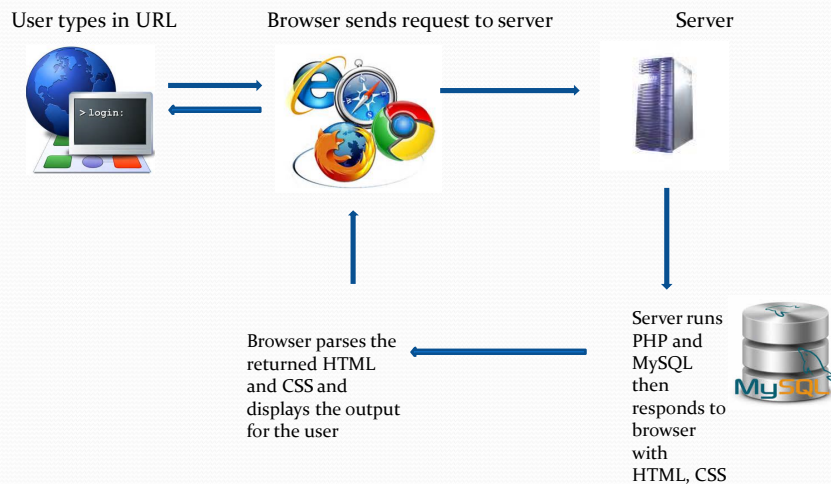 User types in URL
Browser sends request to server
Server
> login:
Browser parses the
returned HTML
and CSS and
displays the output
for the user
Server runs
PHP and
MySQL
then
responds to
browser
with
HTML, CSS
MySQL